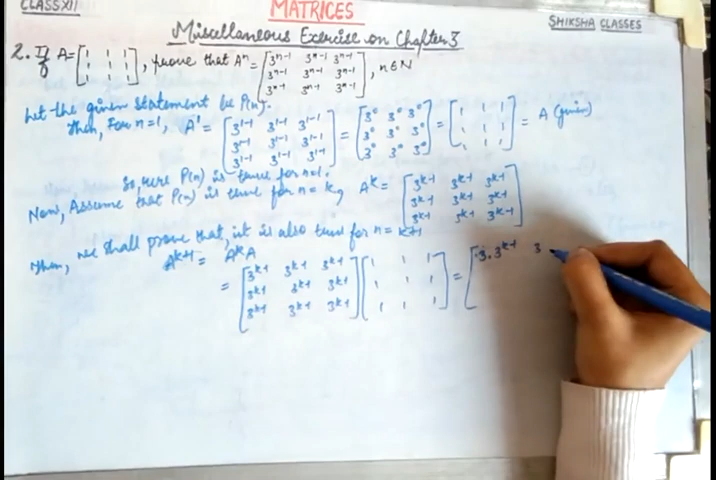 CLASS XII
MATRICES
SHIKSHA CLASSES
Miscellaneous Exercise on Chapter 3
2. If A = [1 1 1; 1 1 1; 1 1 1], prove that Aⁿ = [3ⁿ⁻¹ 3ⁿ⁻¹ 3ⁿ⁻¹; 3ⁿ⁻¹ 3ⁿ⁻¹ 3ⁿ⁻¹; 3ⁿ⁻¹ 3ⁿ⁻¹ 3ⁿ⁻¹], n∈N
Let the given statement be P(n).
Then, For n=1, A¹ = [3¹⁻¹ 3¹⁻¹ 3¹⁻¹; 3¹⁻¹ 3¹⁻¹ 3¹⁻¹; 3¹⁻¹ 3¹⁻¹ 3¹⁻¹] = [3⁰ 3⁰ 3⁰; 3⁰ 3⁰ 3⁰; 3⁰ 3⁰ 3⁰] = [1 1 1; 1 1 1; 1 1 1] = A (given)
So, here P(n) is true for n=1.
Now, Assume that P(n) is true for n=k, Aᵏ = [3ᵏ⁻¹ 3ᵏ⁻¹ 3ᵏ⁻¹; 3ᵏ⁻¹ 3ᵏ⁻¹ 3ᵏ⁻¹; 3ᵏ⁻¹ 3ᵏ⁻¹ 3ᵏ⁻¹]
Then, we shall prove that, it is also true for n = k+1
Aᵏ⁺¹ = Aᵏ A
= [3ᵏ⁻¹ 3ᵏ⁻¹ 3ᵏ⁻¹; 3ᵏ⁻¹ 3ᵏ⁻¹ 3ᵏ⁻¹; 3ᵏ⁻¹ 3ᵏ⁻¹ 3ᵏ⁻¹] [1 1 1; 1 1 1; 1 1 1] = [3.3ᵏ⁻¹ 3.